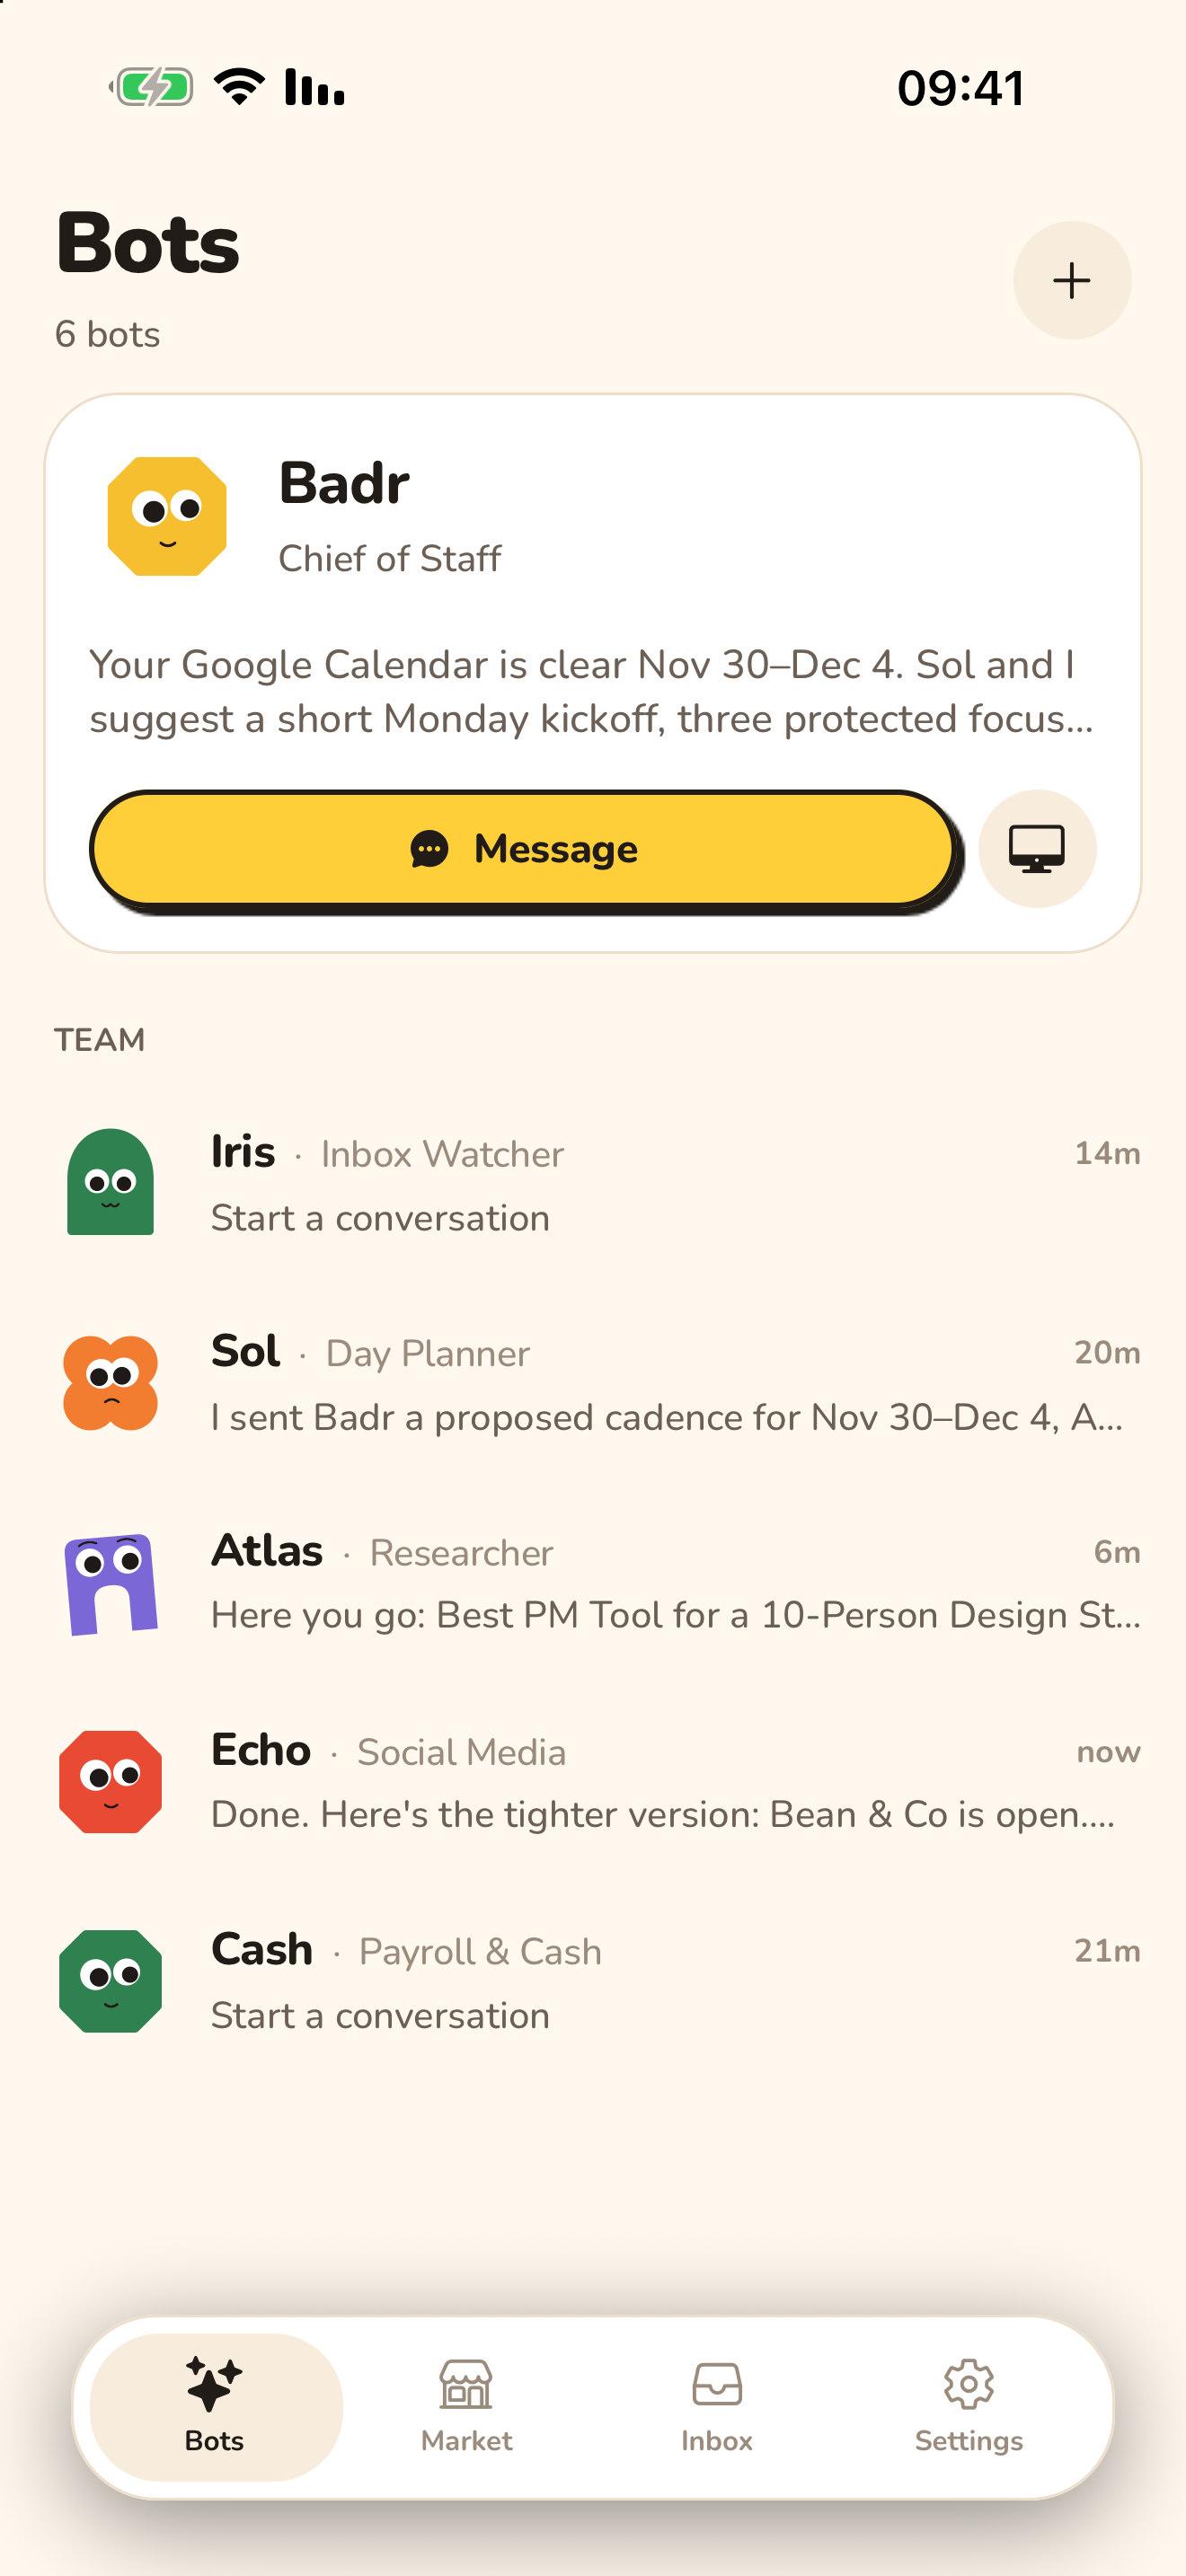 09:41
Bots
6 bots
Badr
Chief of Staff
Your Google Calendar is clear Nov 30–Dec 4. Sol and I
suggest a short Monday kickoff, three protected focus...
Message
TEAM
Iris · Inbox Watcher 14m
Start a conversation
Sol · Day Planner 20m
I sent Badr a proposed cadence for Nov 30–Dec 4, A...
Atlas · Researcher 6m
Here you go: Best PM Tool for a 10-Person Design St...
Echo · Social Media now
Done. Here's the tighter version: Bean & Co is open....
Cash · Payroll & Cash 21m
Start a conversation
Bots Market Inbox Settings